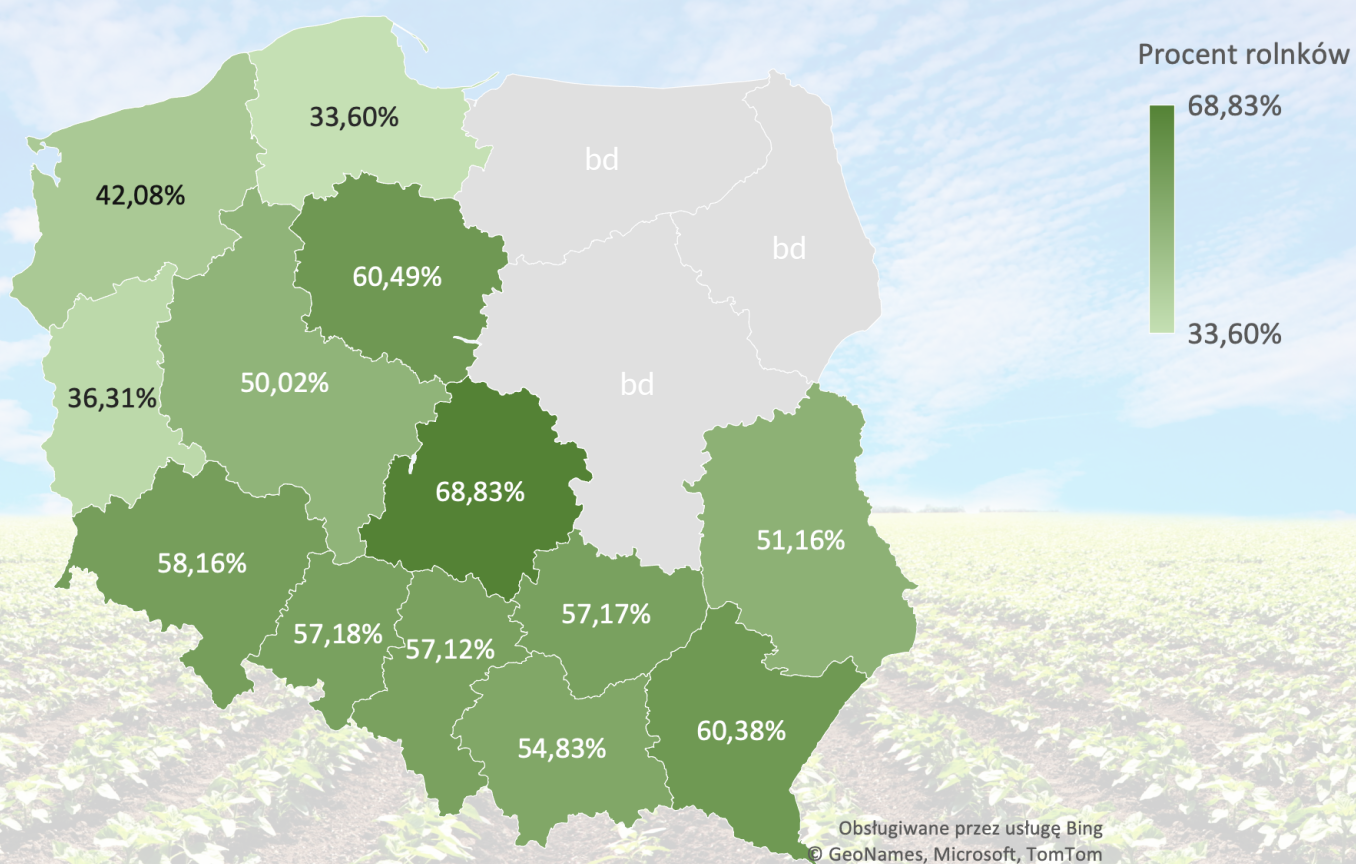 Procent rolnków
68,83%
33,60%
33,60%
bd
42,08%
bd
60,49%
50,02%
bd
36,31%
68,83%
51,16%
58,16%
57,17%
57,18%
57,12%
60,38%
54,83%
Obsługiwane przez usługę Bing
© GeoNames, Microsoft, TomTom